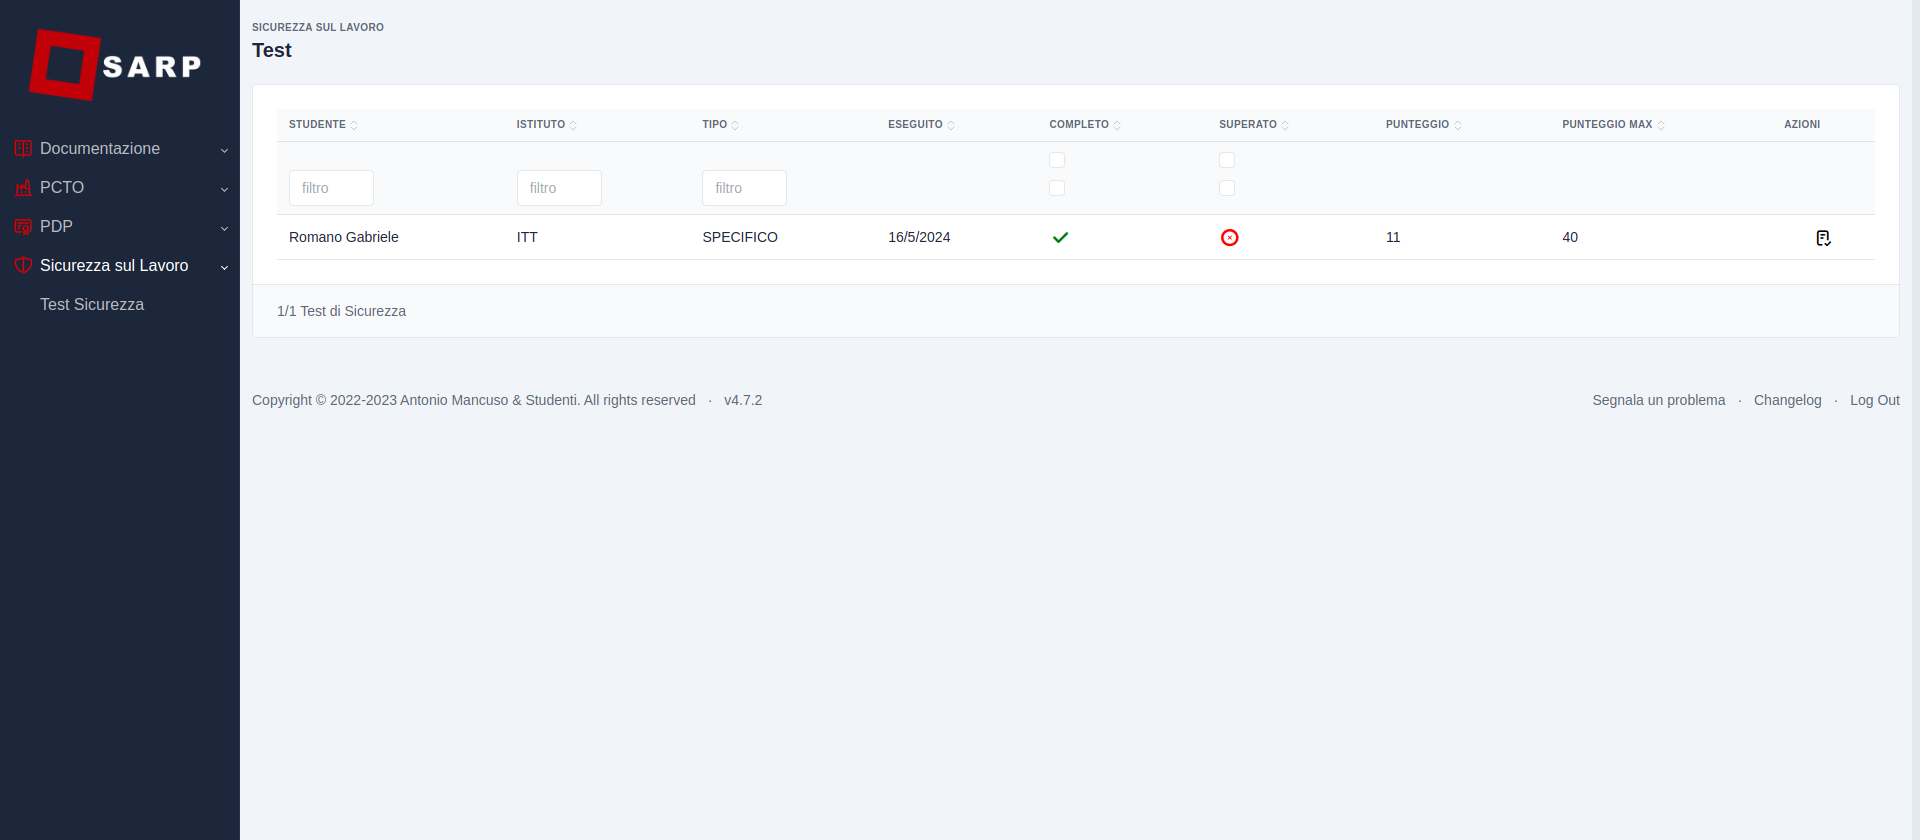 SARP
Documentazione
PCTO
PDP
Sicurezza sul Lavoro
Test Sicurezza
SICUREZZA SUL LAVORO
Test
STUDENTE ISTITUTO TIPO ESEGUITO COMPLETO SUPERATO PUNTEGGIO PUNTEGGIO MAX AZIONI
filtro filtro filtro
Romano Gabriele ITT SPECIFICO 16/5/2024 11 40
1/1 Test di Sicurezza
Copyright © 2022-2023 Antonio Mancuso & Studenti. All rights reserved · v4.7.2 Segnala un problema · Changelog · Log Out